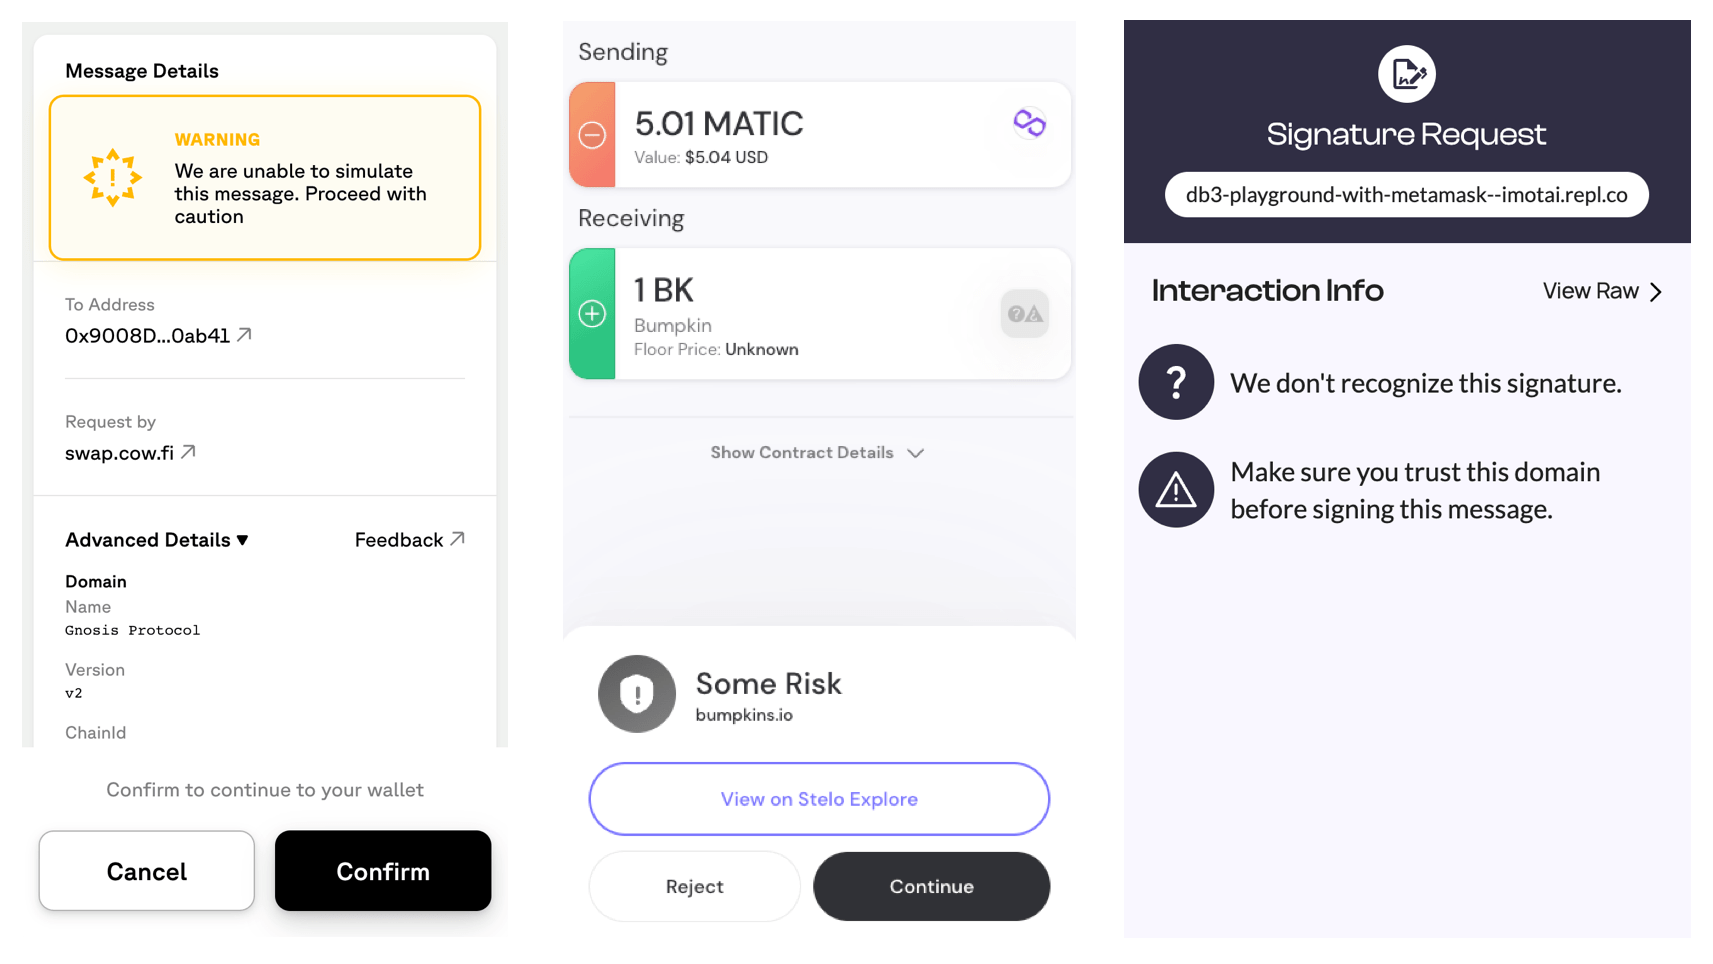 Message Details
WARNING
We are unable to simulate
this message. Proceed with
caution
To Address
0x9008D...0ab41
Request by
swap.cow.fi
Advanced Details ▼
Feedback
Domain
Name
Gnosis Protocol
Version
v2
ChainId
Confirm to continue to your wallet
Cancel
Confirm
Sending
5.01 MATIC
Value: $5.04 USD
Receiving
1 BK
Bumpkin
Floor Price: Unknown
Show Contract Details
Some Risk
bumpkins.io
View on Stelo Explore
Reject
Continue
Signature Request
db3-playground-with-metamask--imotai.repl.co
Interaction Info
View Raw
We don't recognize this signature.
Make sure you trust this domain
before signing this message.